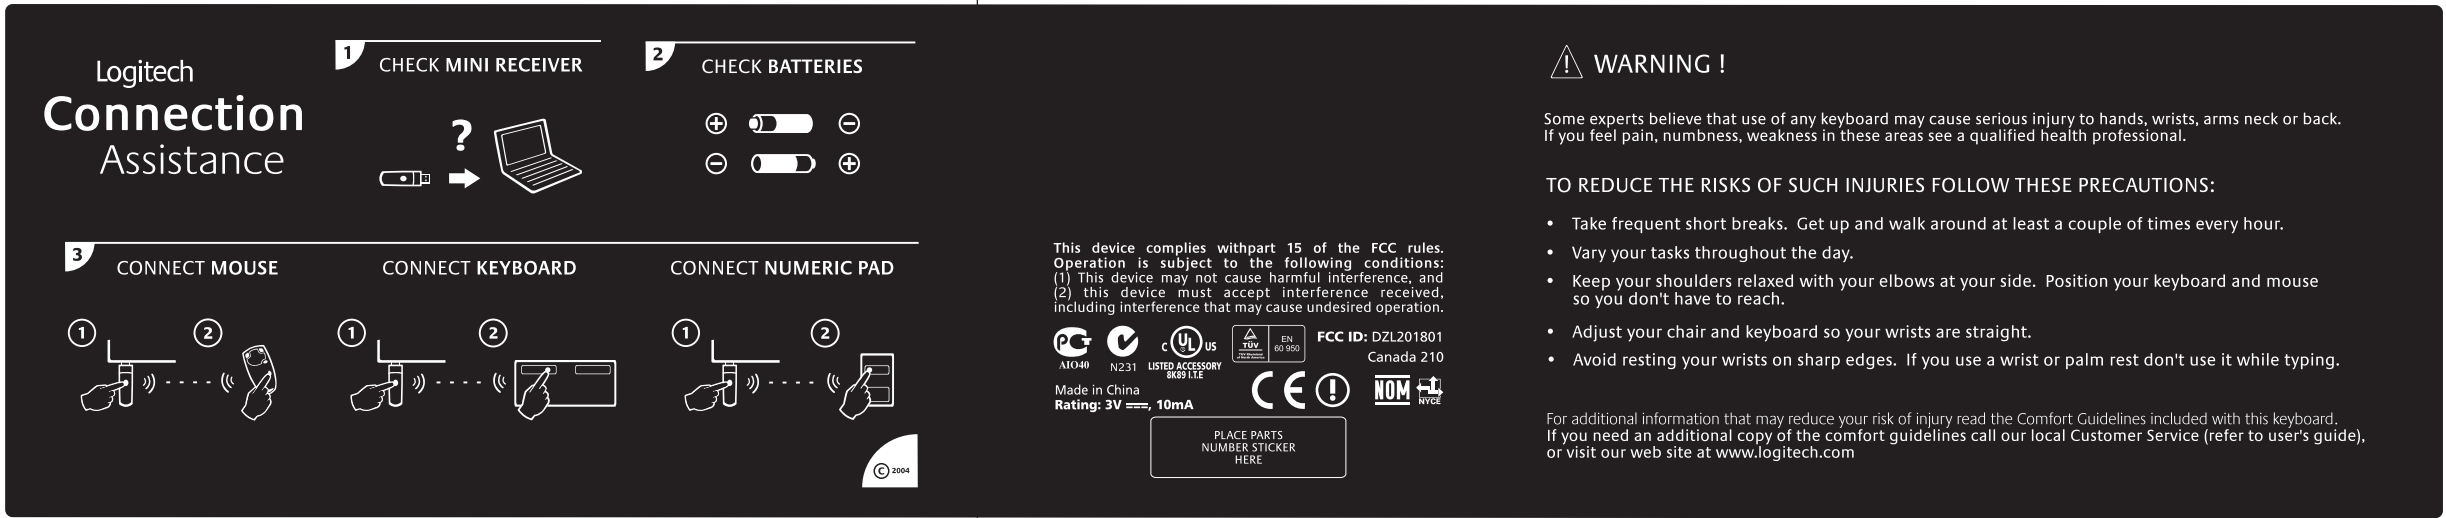 Logitech
Connection
Assistance
1
CHECK MINI RECEIVER
?
2
CHECK BATTERIES
3
CONNECT MOUSE
1 2
CONNECT KEYBOARD
1 2
CONNECT NUMERIC PAD
1 2
© 2004
This device complies withpart 15 of the FCC rules.
Operation is subject to the following conditions:
(1) This device may not cause harmful interference, and
(2) this device must accept interference received,
including interference that may cause undesired operation.
AIO40
N231
C UL US
LISTED ACCESSORY
8K89 I.T.E
TÜV
EN
60 950
FCC ID: DZL201801
Canada 210
Made in China
Rating: 3V ⎓, 10mA
CE
NOM
NYCE
PLACE PARTS
NUMBER STICKER
HERE
WARNING !
Some experts believe that use of any keyboard may cause serious injury to hands, wrists, arms neck or back.
If you feel pain, numbness, weakness in these areas see a qualified health professional.
TO REDUCE THE RISKS OF SUCH INJURIES FOLLOW THESE PRECAUTIONS:
• Take frequent short breaks. Get up and walk around at least a couple of times every hour.
• Vary your tasks throughout the day.
• Keep your shoulders relaxed with your elbows at your side. Position your keyboard and mouse
so you don't have to reach.
• Adjust your chair and keyboard so your wrists are straight.
• Avoid resting your wrists on sharp edges. If you use a wrist or palm rest don't use it while typing.
For additional information that may reduce your risk of injury read the Comfort Guidelines included with this keyboard.
If you need an additional copy of the comfort guidelines call our local Customer Service (refer to user's guide),
or visit our web site at www.logitech.com